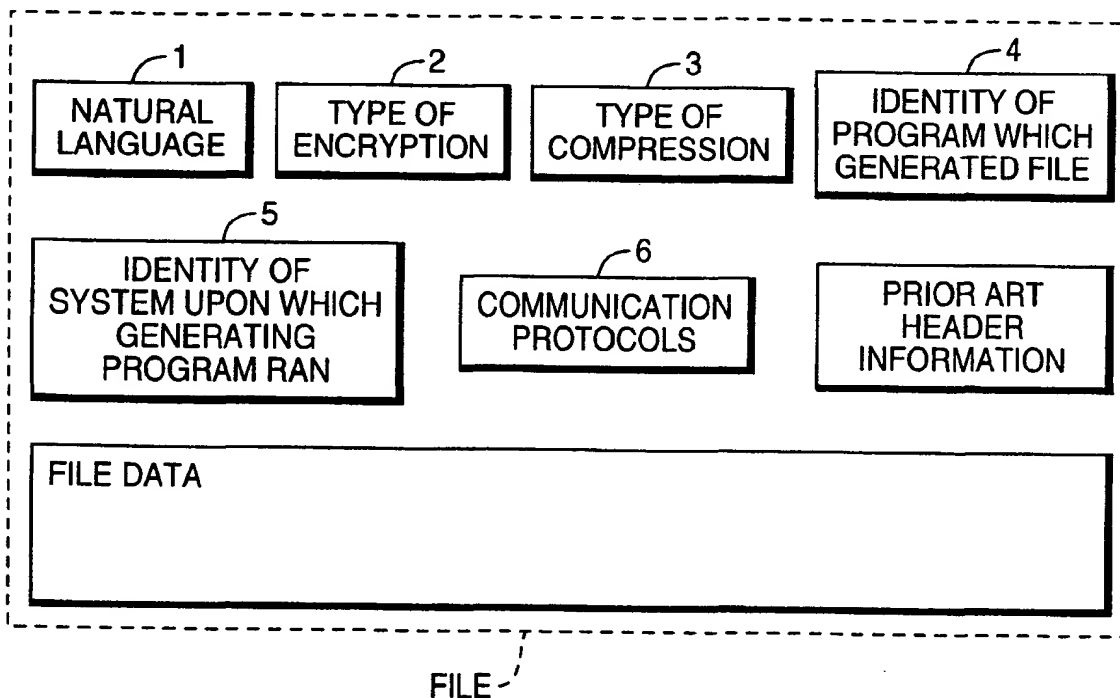 1
NATURAL
LANGUAGE
2
TYPE OF
ENCRYPTION
3
TYPE OF
COMPRESSION
4
IDENTITY OF
PROGRAM WHICH
GENERATED FILE
5
IDENTITY OF
SYSTEM UPON WHICH
GENERATING
PROGRAM RAN
6
COMMUNICATION
PROTOCOLS
PRIOR ART
HEADER
INFORMATION
FILE DATA
FILE